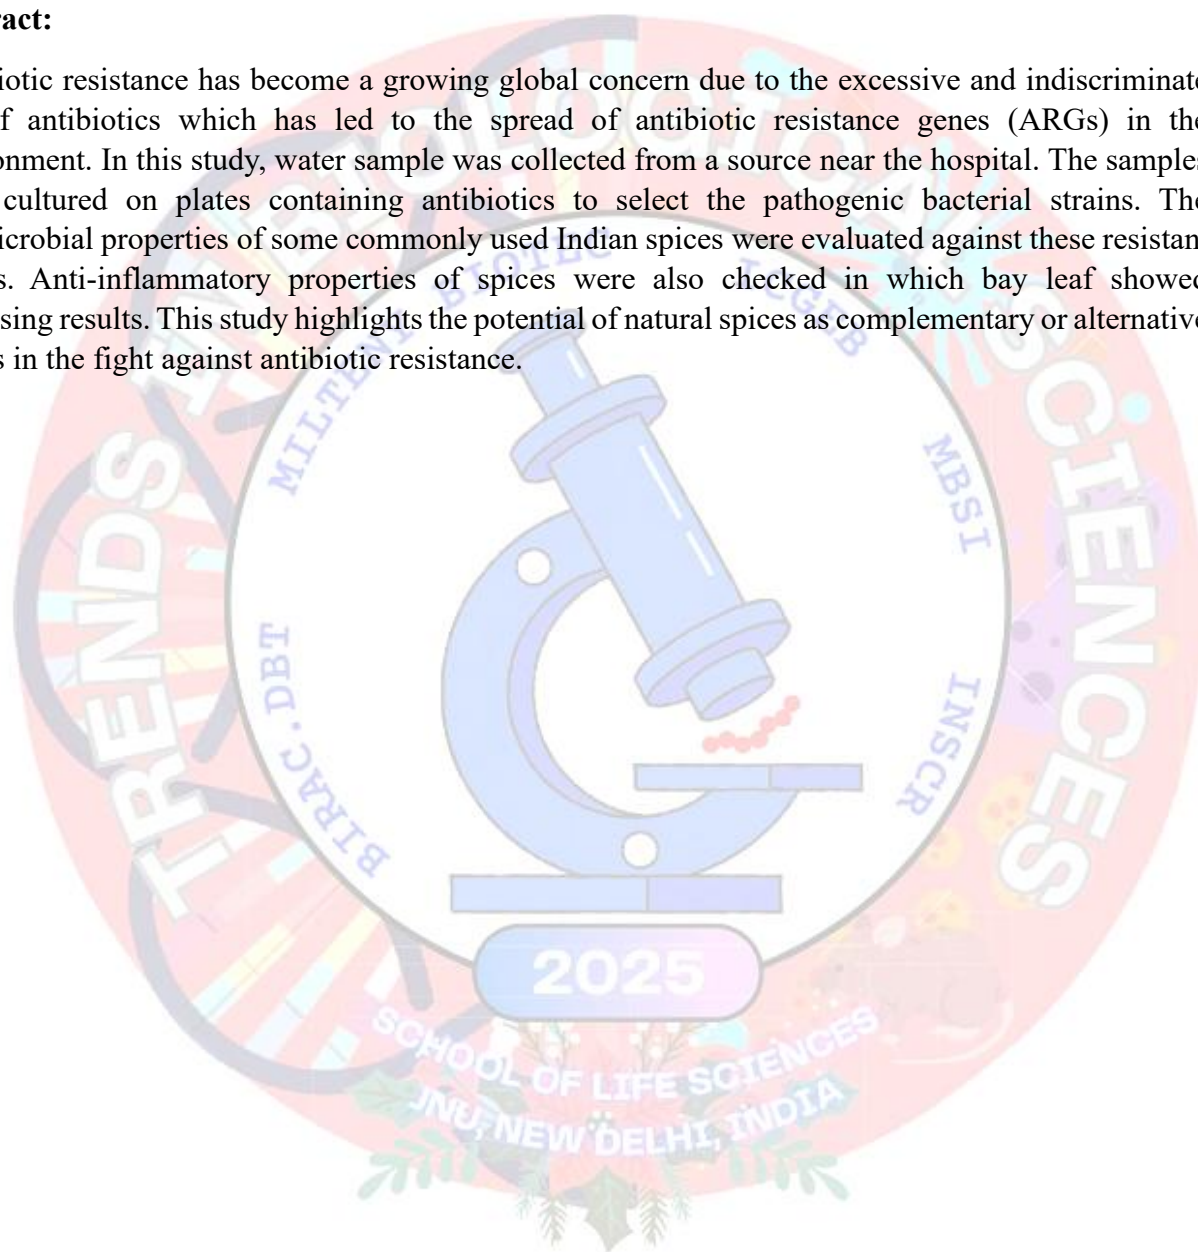 ract:
iotic resistance has become a growing global concern due to the excessive and indiscriminate
f antibiotics which has led to the spread of antibiotic resistance genes (ARGs) in the
onment. In this study, water sample was collected from a source near the hospital. The samples
cultured on plates containing antibiotics to select the pathogenic bacterial strains. The
icrobial properties of some commonly used Indian spices were evaluated against these resistan
s. Anti-inflammatory properties of spices were also checked in which bay leaf showed
sing results. This study highlights the potential of natural spices as complementary or alternative
s in the fight against antibiotic resistance.
TRENDS IN BIOLOGICAL SCIENCES
MILTENYI BIOTEC
ICGEB
MBSI
INSCR
BIRAC.DBT
2025
SCHOOL OF LIFE SCIENCES
JNU, NEW DELHI, INDIA